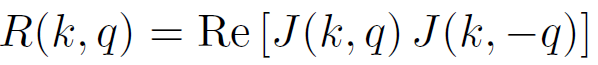 R(k, q) = Re [J(k, q) J(k, −q)]